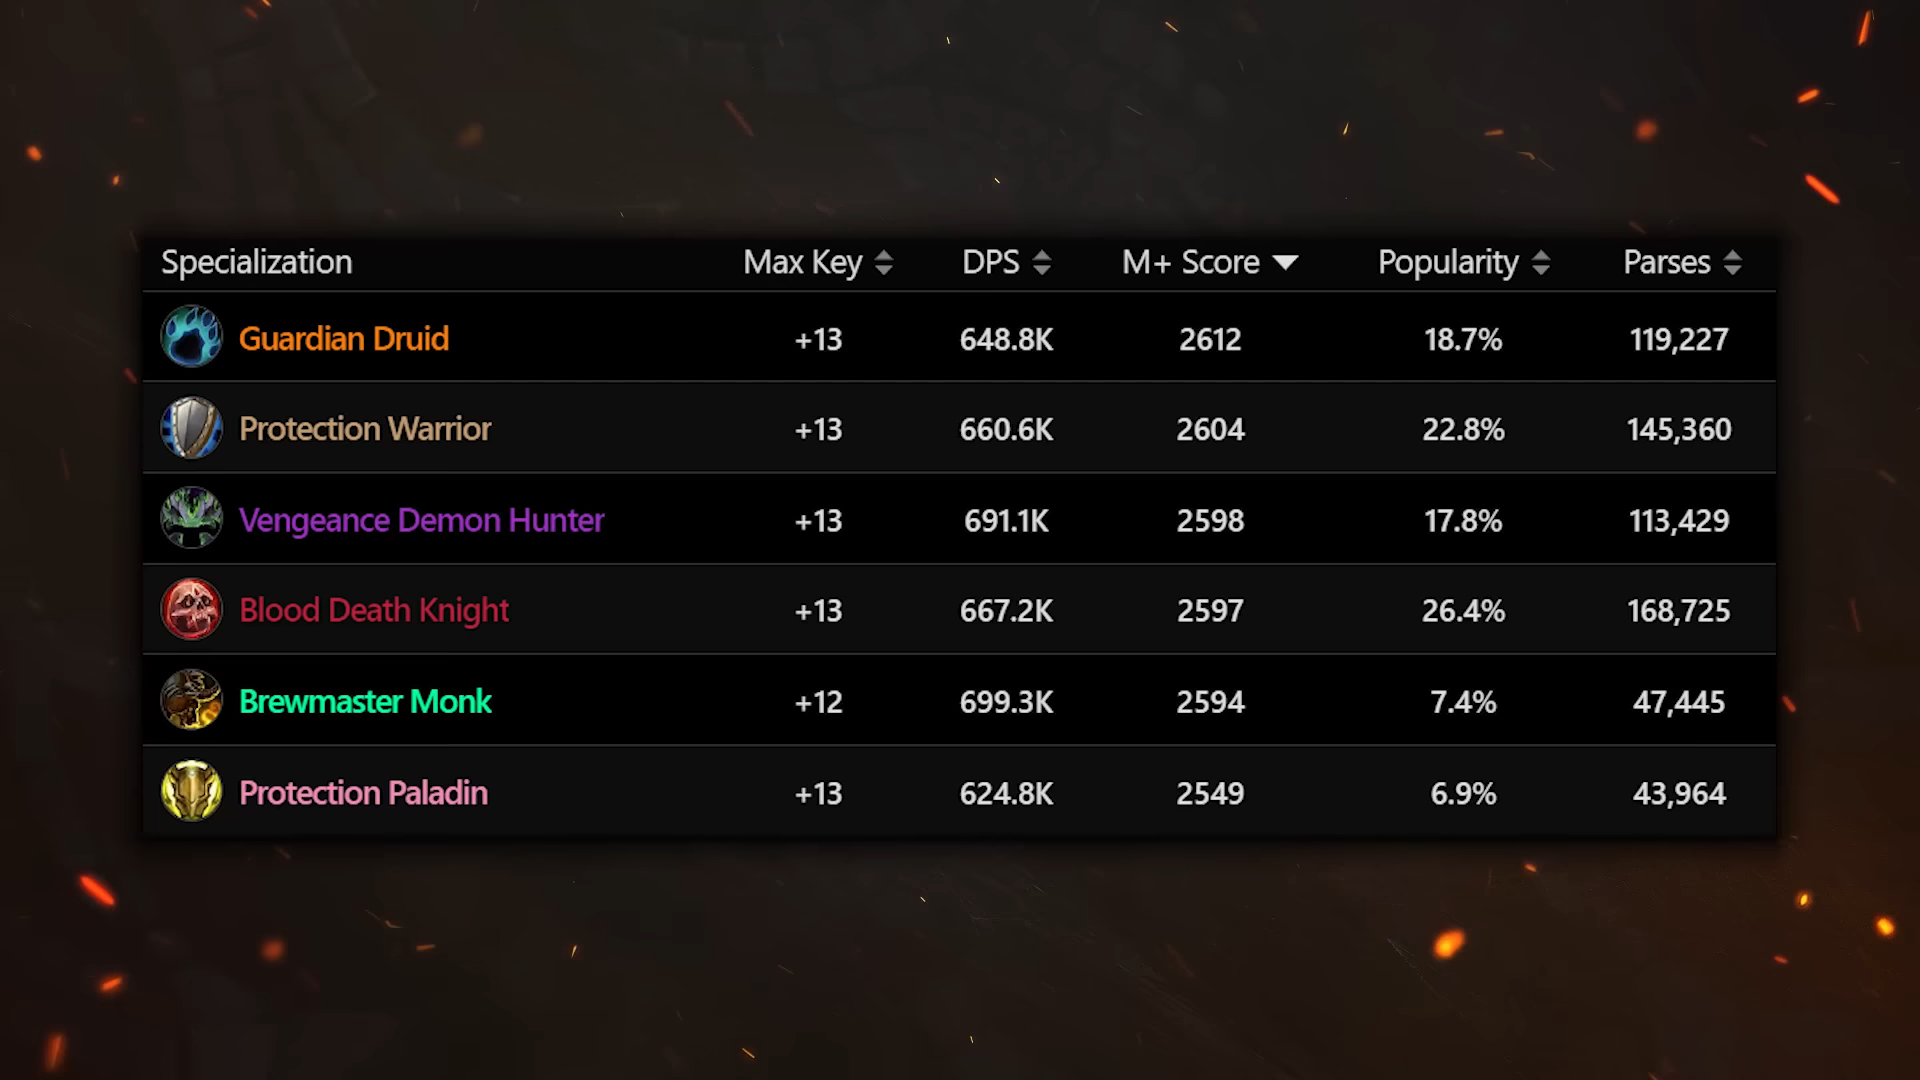 Specialization Max Key DPS M+ Score Popularity Parses
Guardian Druid +13 648.8K 2612 18.7% 119,227
Protection Warrior +13 660.6K 2604 22.8% 145,360
Vengeance Demon Hunter +13 691.1K 2598 17.8% 113,429
Blood Death Knight +13 667.2K 2597 26.4% 168,725
Brewmaster Monk +12 699.3K 2594 7.4% 47,445
Protection Paladin +13 624.8K 2549 6.9% 43,964